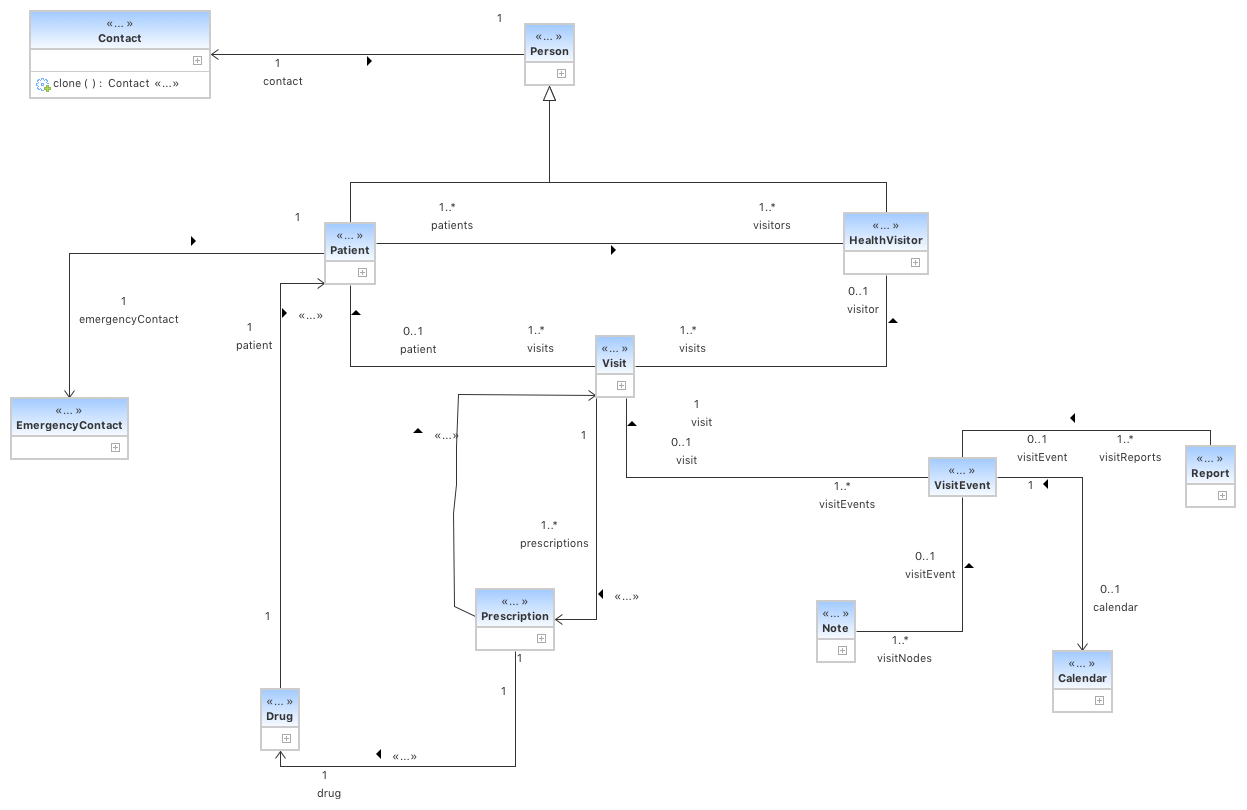 «... »
Contact
clone ( ) : Contact «...»
1
«... »
Person
1
contact
1
1..*
patients
1..*
visitors
«... »
Patient
«... »
HealthVisitor
1
emergencyContact
1
patient
«...»
0..1
patient
1..*
visits
1..*
visits
0..1
visitor
«... »
Visit
«... »
EmergencyContact
«...»
1
1
visit
0..1
visit
0..1
visitEvent
1..*
visitReports
«... »
Report
«... »
VisitEvent
1
1..*
visitEvents
1..*
prescriptions
0..1
visitEvent
«...»
«... »
Prescription
1
«... »
Note
1..*
visitNodes
0..1
calendar
«... »
Calendar
1
1
«... »
Drug
«...»
1
drug